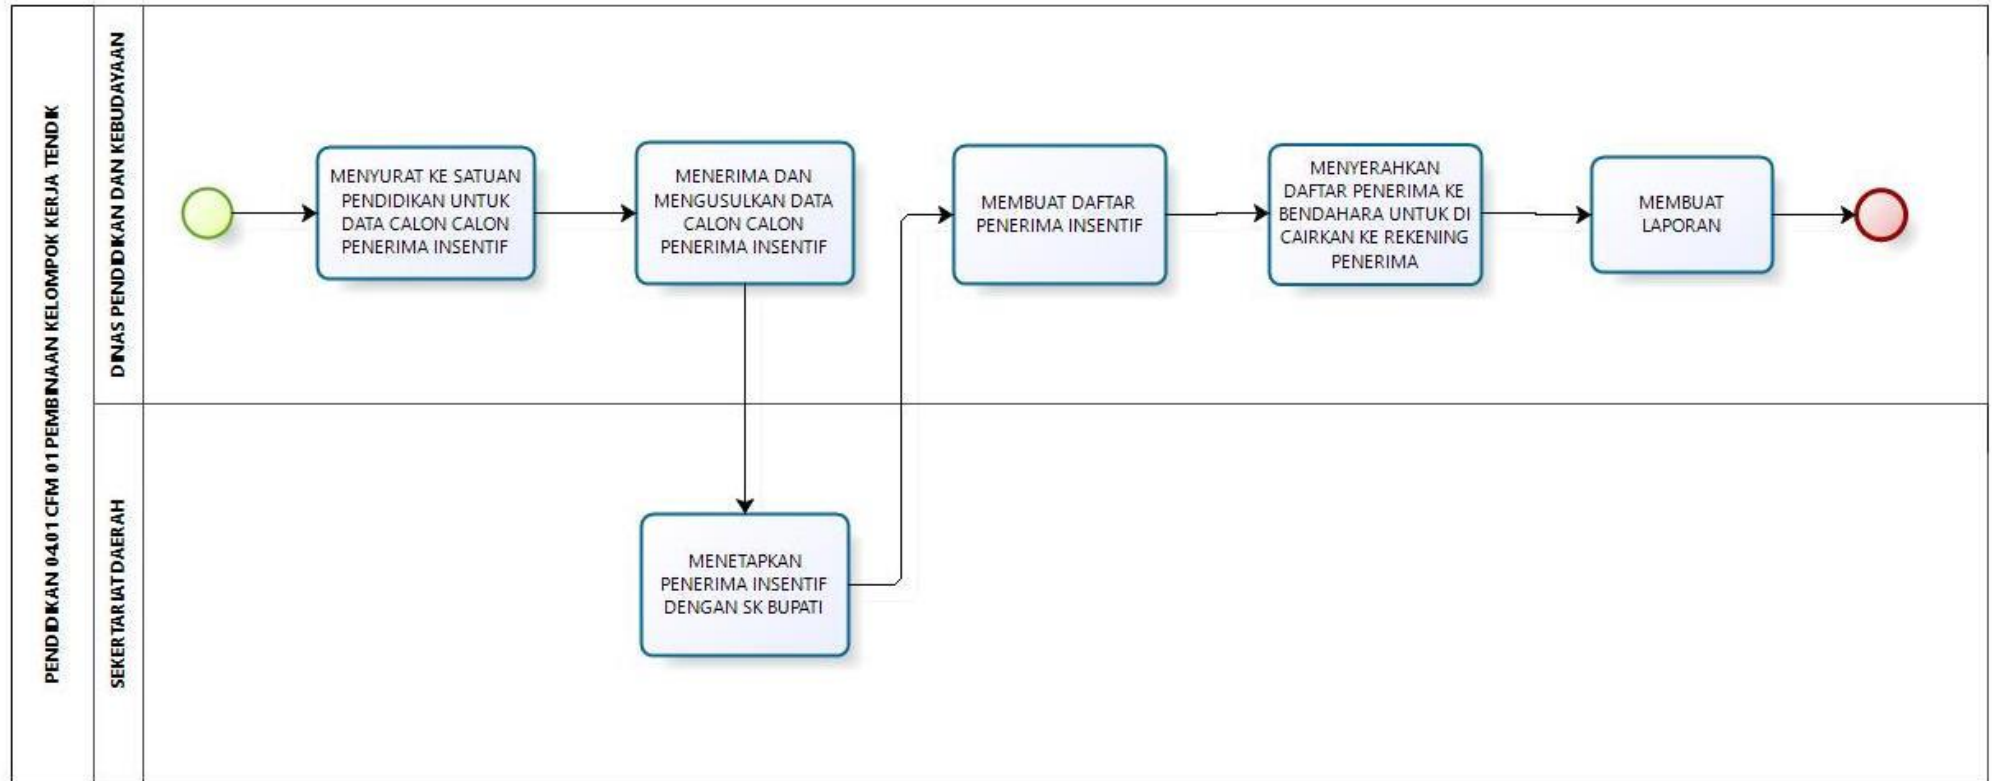 PENDIDIKAN 04.01 CFM 01 PEMBINAAN KELOMPOK KERJA TENDIK
DINAS PENDIDIKAN DAN KEBUDAYAAN
MENYURAT KE SATUAN
PENDIDIKAN UNTUK
DATA CALON CALON
PENERIMA INSENTIF
MENERIMA DAN
MENGUSULKAN DATA
CALON CALON
PENERIMA INSENTIF
MEMBUAT DAFTAR
PENERIMA INSENTIF
MENYERAHKAN
DAFTAR PENERIMA KE
BENDAHARA UNTUK DI
CAIRKAN KE REKENING
PENERIMA
MEMBUAT
LAPORAN
SEKERTARIAT DAERAH
MENETAPKAN
PENERIMA INSENTIF
DENGAN SK BUPATI